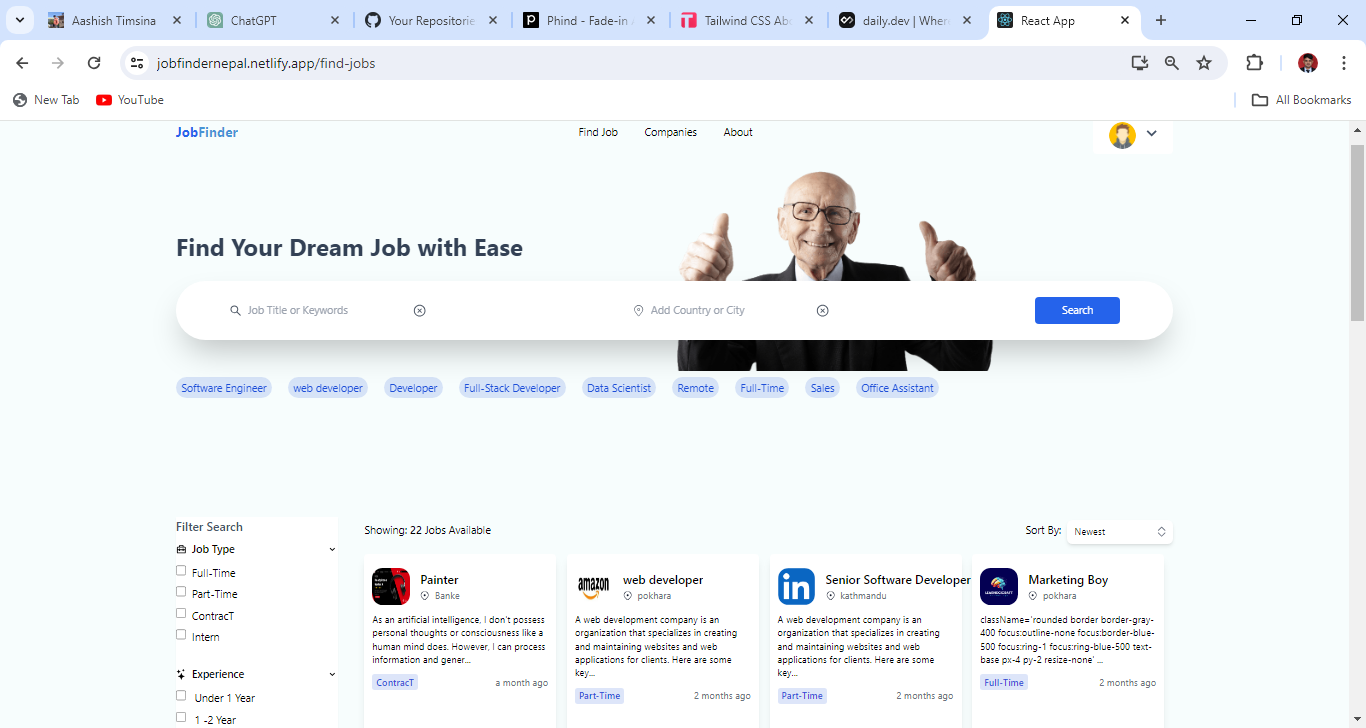 Aashish Timsina
ChatGPT
Your Repositorie
Phind - Fade-in
Tailwind CSS Abo
daily.dev | Wher
React App
jobfindernepal.netlify.app/find-jobs
New Tab
YouTube
All Bookmarks
JobFinder
Find Job
Companies
About
Find Your Dream Job with Ease
Job Title or Keywords
Add Country or City
Search
Software Engineer
web developer
Developer
Full-Stack Developer
Data Scientist
Remote
Full-Time
Sales
Office Assistant
Filter Search
Job Type
Full-Time
Part-Time
ContracT
Intern
Experience
Under 1 Year
1 -2 Year
Showing: 22 Jobs Available
Sort By:
Newest
Painter
Banke
As an artificial intelligence, I don't possess
personal thoughts or consciousness like a
human mind does. However, I can process
information and gener...
ContracT
a month ago
amazon
web developer
pokhara
A web development company is an
organization that specializes in creating
and maintaining websites and web
applications for clients. Here are some
key...
Part-Time
2 months ago
in
Senior Software Developer
kathmandu
A web development company is an
organization that specializes in creating
and maintaining websites and web
applications for clients. Here are some
key...
Part-Time
2 months ago
Marketing Boy
pokhara
className='rounded border border-gray-
400 focus:outline-none focus:border-blue-
500 focus:ring-1 focus:ring-blue-500 text-
base px-4 py-2 resize-none' ...
Full-Time
2 months ago